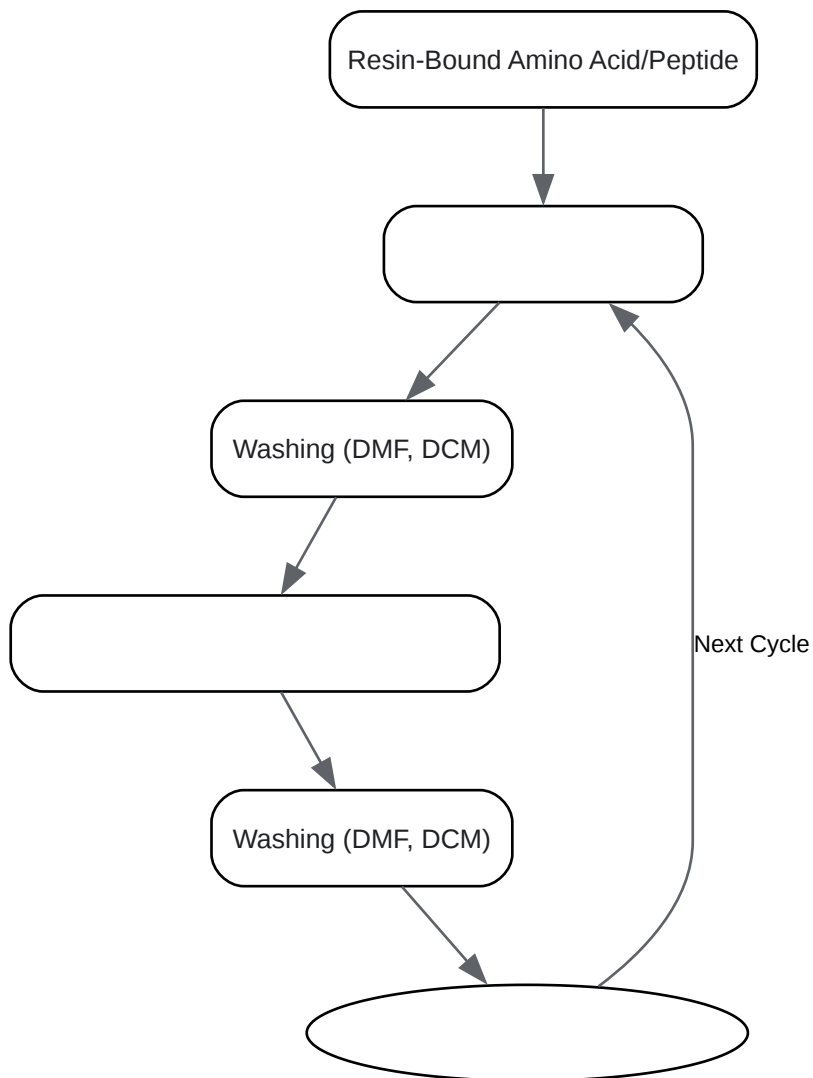 Resin-Bound Amino Acid/Peptide
Washing (DMF, DCM)
Next Cycle
Washing (DMF, DCM)